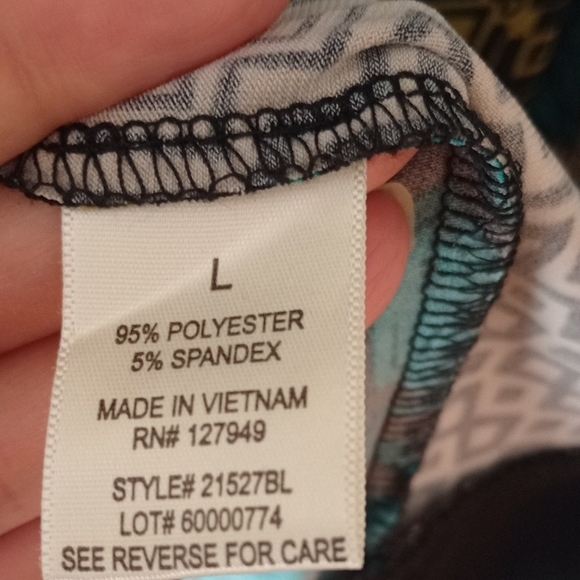 L
95% POLYESTER
5% SPANDEX
MADE IN VIETNAM
RN# 127949
STYLE# 21527BL
LOT# 60000774
SEE REVERSE FOR CARE